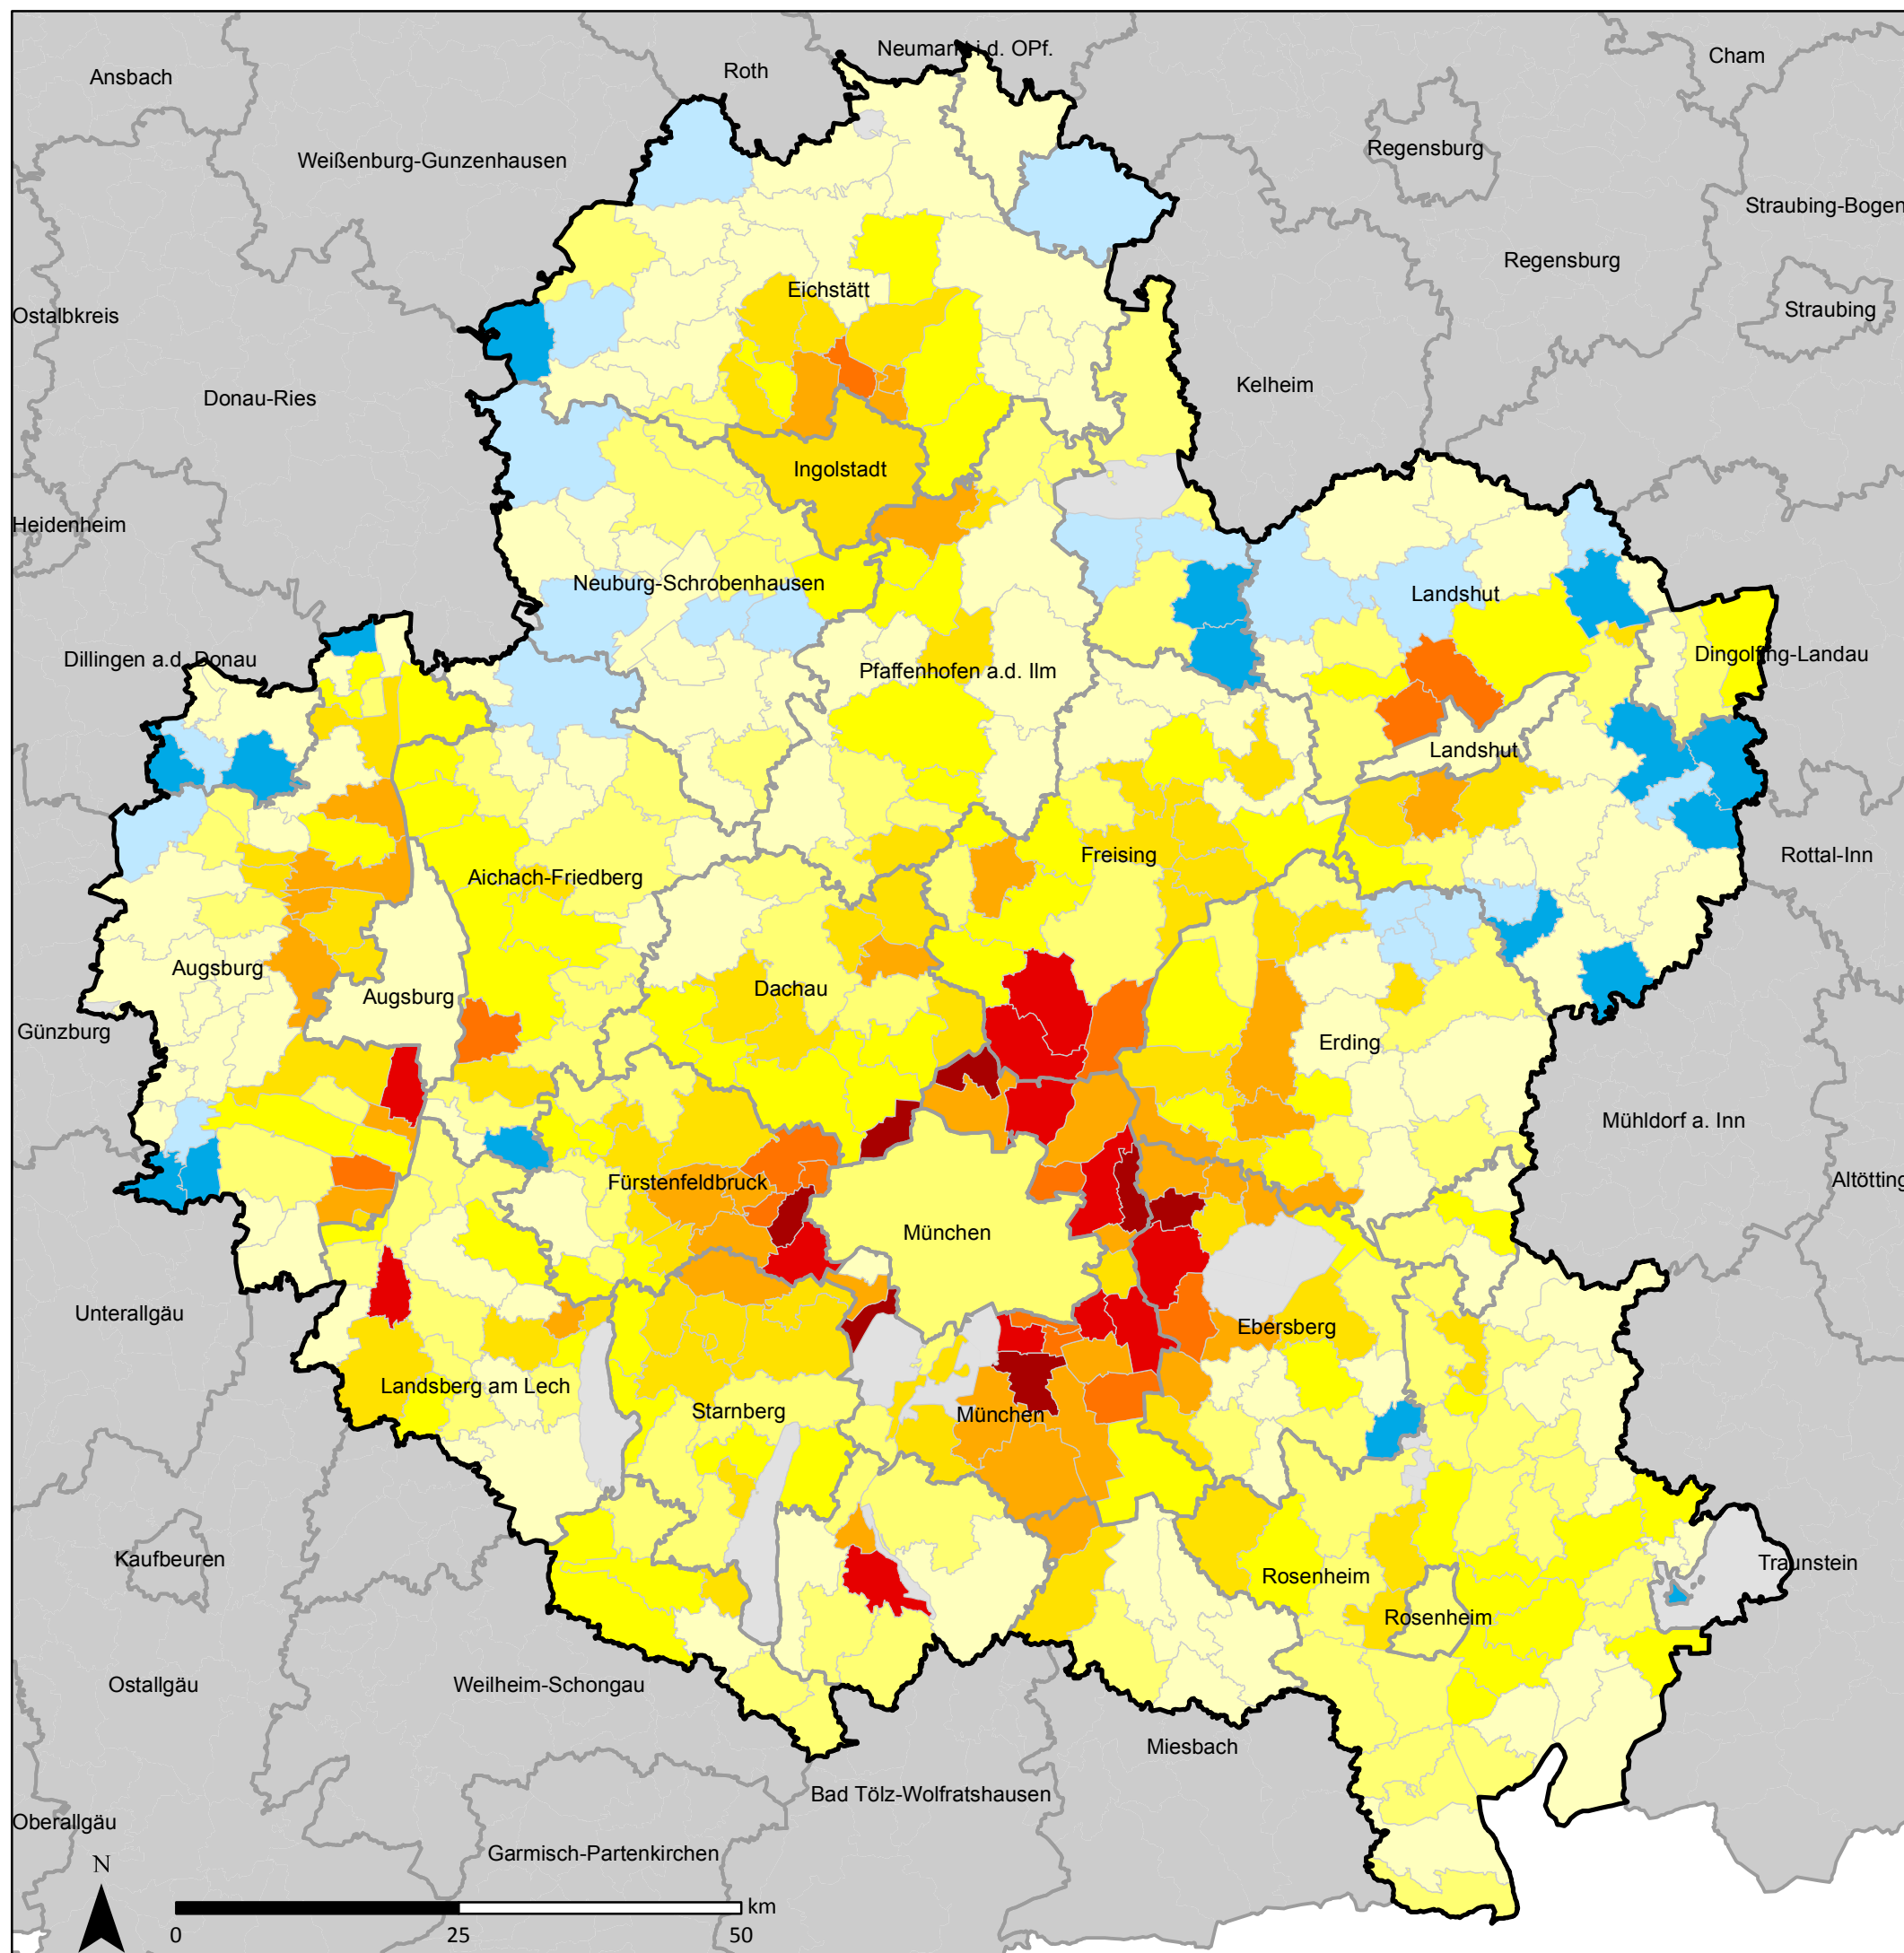 Neumarkt i.d. OPf.
Cham
Roth
Ansbach
Regensburg
Weißenburg-Gunzenhausen
Straubing-Bogen
Regensburg
Eichstätt
Straubing
Ostalbkreis
Kelheim
Donau-Ries
Ingolstadt
Heidenheim
Neuburg-Schrobenhausen
Landshut
Dingolfing-Landau
Dillingen a.d. Donau
Pfaffenhofen a.d. Ilm
Landshut
Freising
Rottal-Inn
Aichach-Friedberg
Augsburg
Dachau
Augsburg
Günzburg
Erding
Mühldorf a. Inn
Altötting
Fürstenfeldbruck
München
Unterallgäu
Ebersberg
Landsberg am Lech
Starnberg
München
Kaufbeuren
Traunstein
Rosenheim
Rosenheim
Ostallgäu
Weilheim-Schongau
Miesbach
Bad Tölz-Wolfratshausen
Oberallgäu
Garmisch-Partenkirchen
N
km
0 25 50